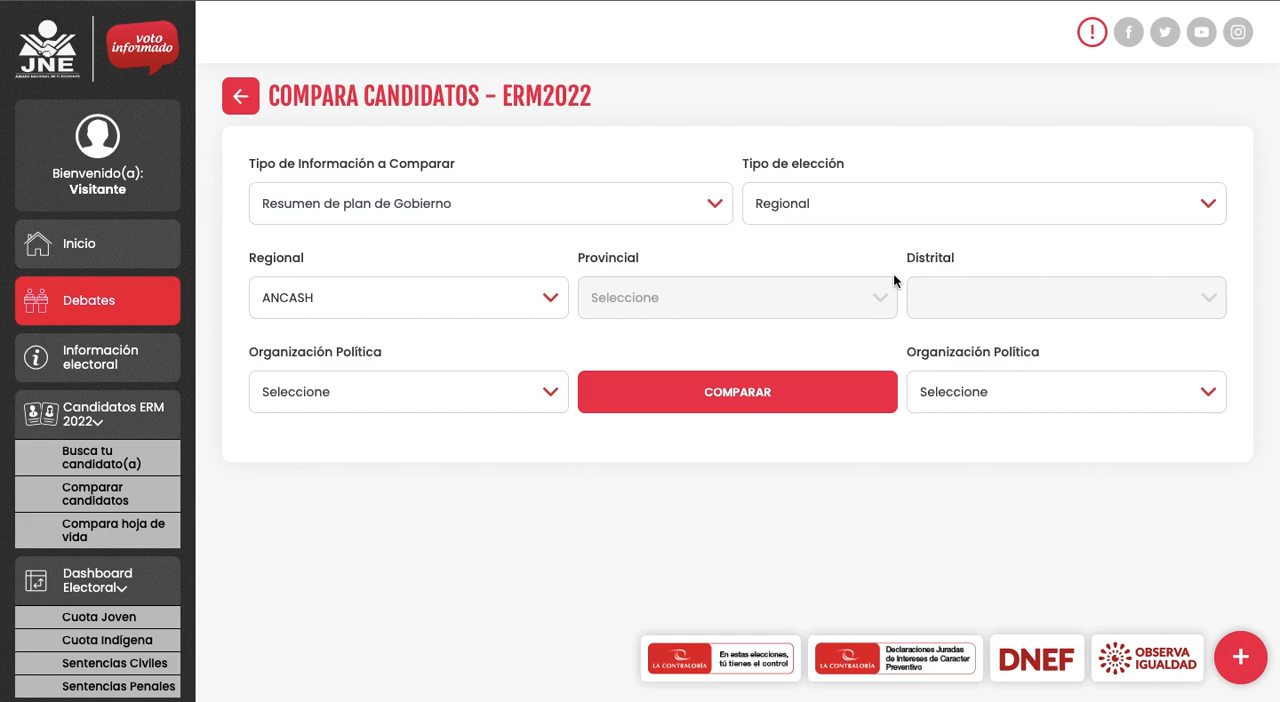 JNE
voto
informado
Bienvenido(a):
Visitante
Inicio
Debates
Información
electoral
Candidatos ERM
2022
Busca tu
candidato(a)
Comparar
candidatos
Compara hoja de
vida
Dashboard
Electoral
Cuota Joven
Cuota Indígena
Sentencias Civiles
Sentencias Penales
COMPARA CANDIDATOS - ERM2022
Tipo de Información a Comparar
Tipo de elección
Resumen de plan de Gobierno
Regional
Regional
Provincial
Distrital
ANCASH
Seleccione
Organización Política
Organización Política
Seleccione
COMPARAR
Seleccione
LA CONTRALORÍA
En estas elecciones,
tú tienes el control
LA CONTRALORÍA
Declaraciones Juradas
de Intereses de Caracter
Preventivo
DNEF
OBSERVA
IGUALDAD
+